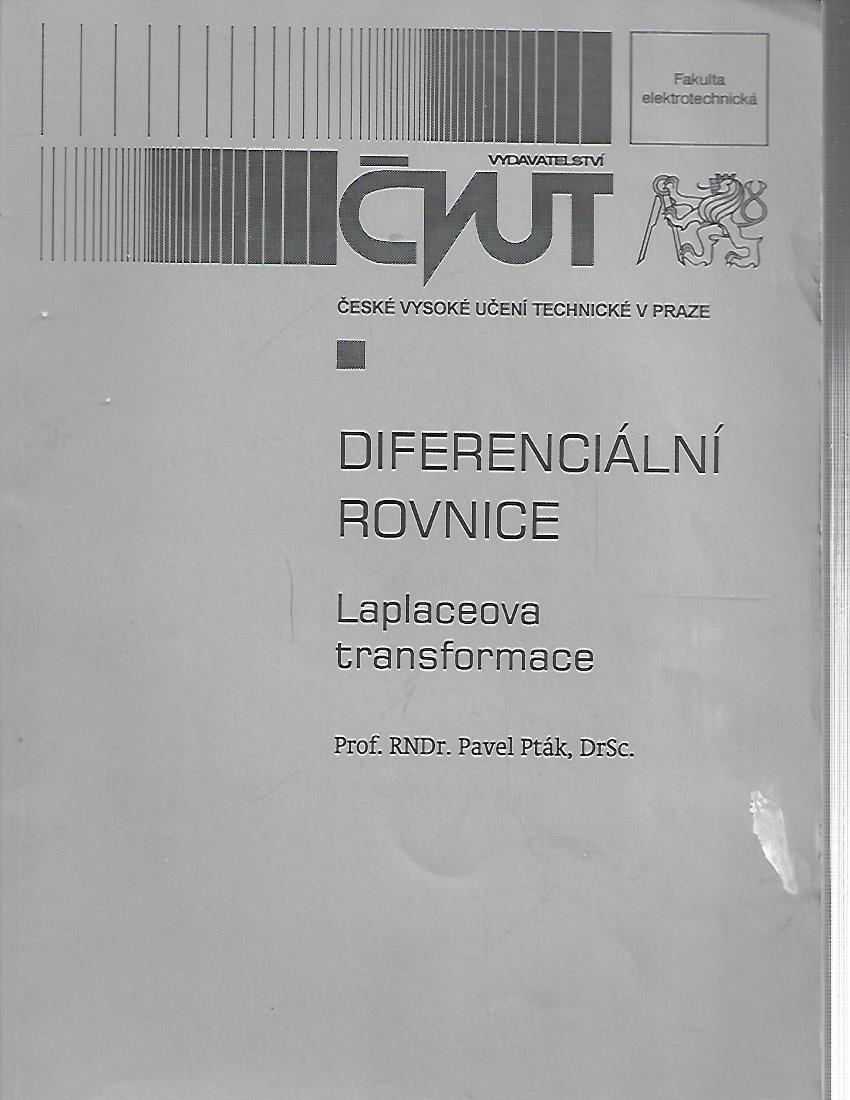 Fakulta
elektrotechnická
VYDAVATELSTVÍ
ČVUT
ČESKÉ VYSOKÉ UČENÍ TECHNICKÉ V PRAZE
DIFERENCIÁLNÍ
ROVNICE
Laplaceova
transformace
Prof. RNDr. Pavel Pták, DrSc.